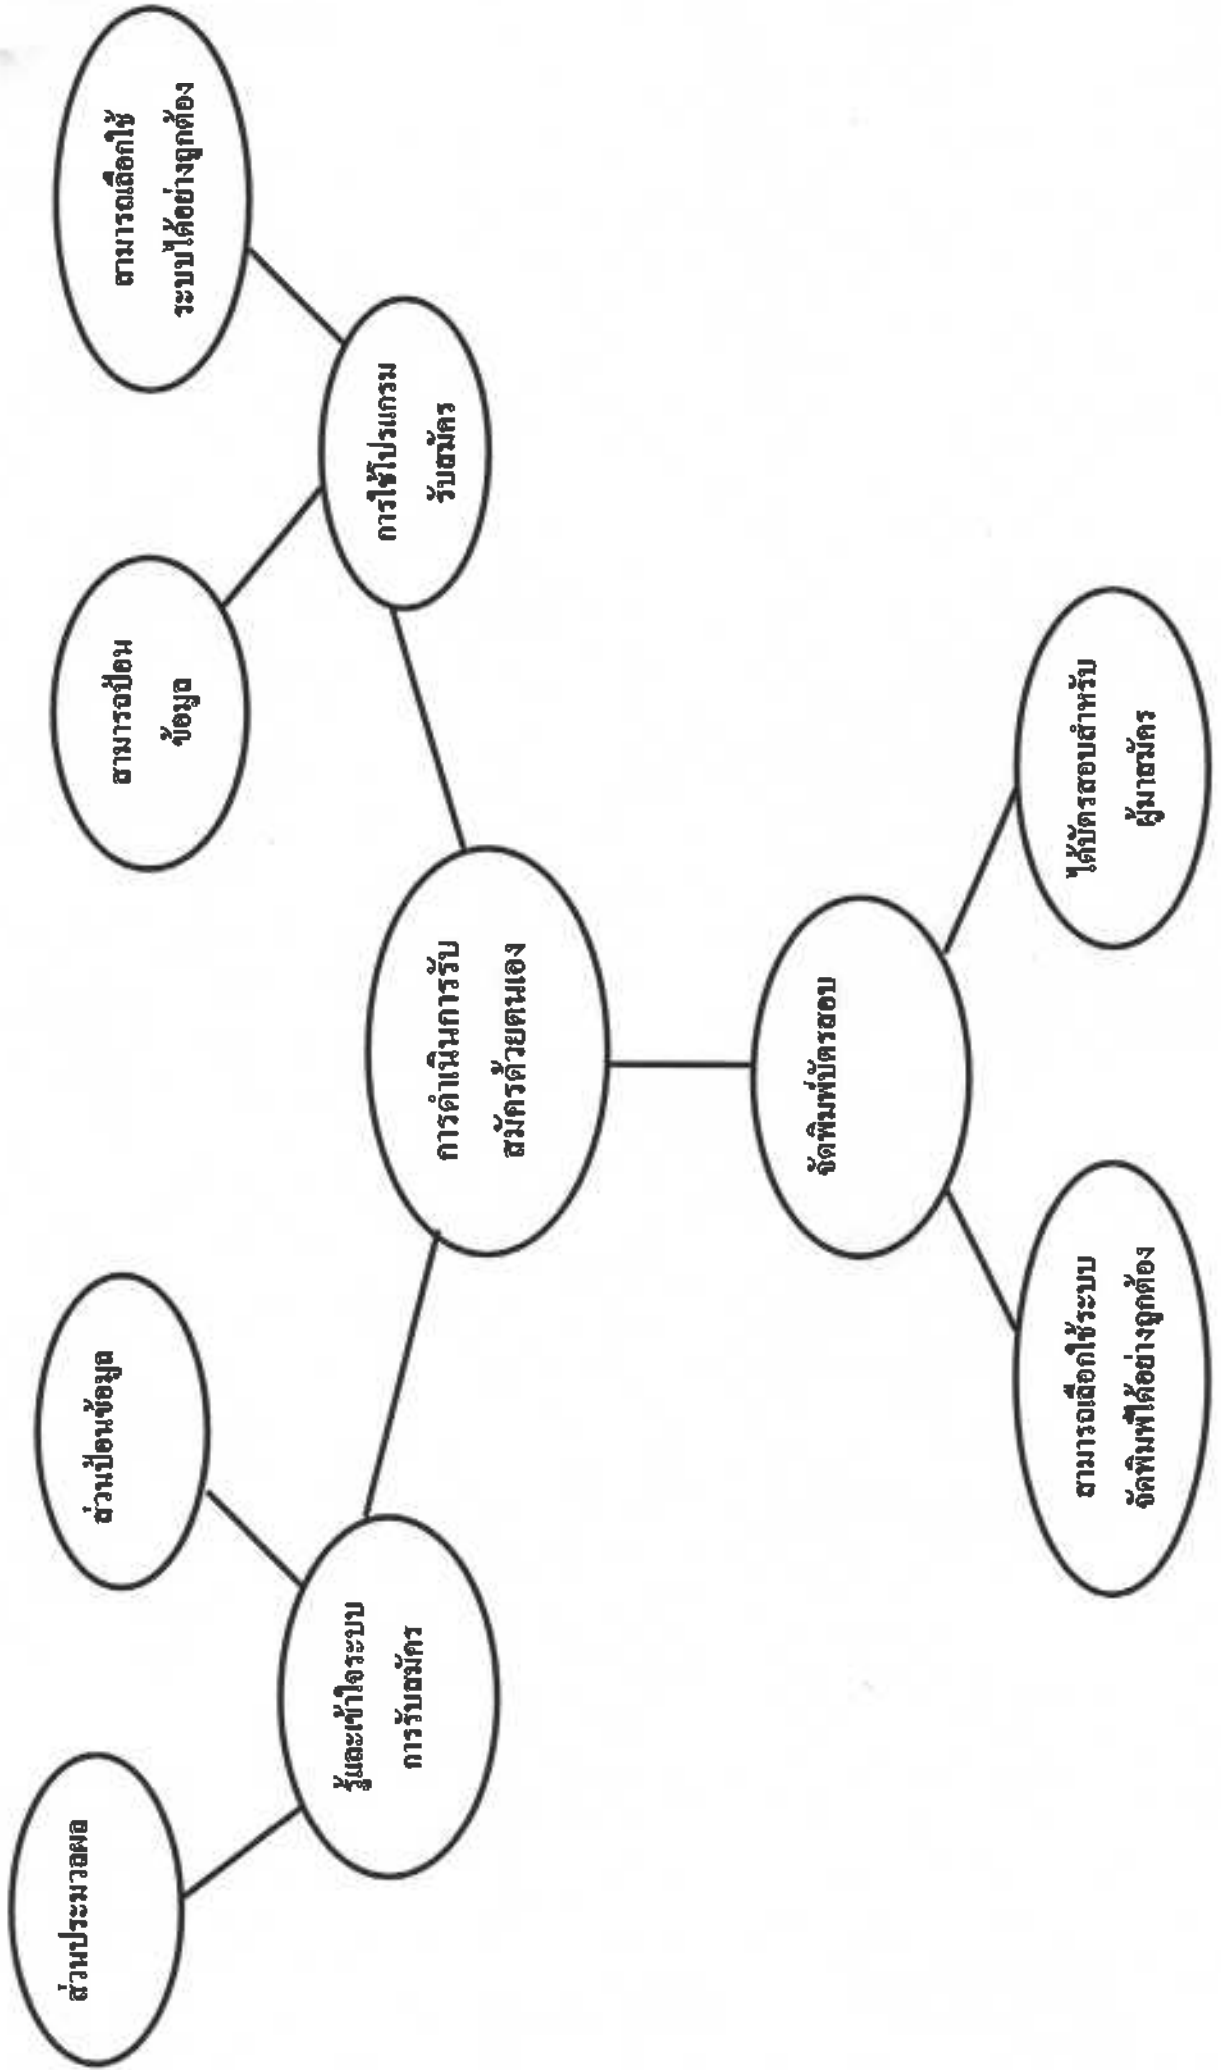 ส่วนประมวลผล
ส่วนป้อนข้อมูล
รู้และเข้าใจระบบ
การรับสมัคร
สามารถป้อน
ข้อมูล
สามารถเลือกใช้
ระบบได้อย่างถูกต้อง
การใช้โปรแกรม
รับสมัคร
การดำเนินการรับ
สมัครด้วยตนเอง
จัดพิมพ์บัตรสอบ
สามารถเลือกใช้ระบบ
จัดพิมพ์ได้อย่างถูกต้อง
ได้บัตรสอบสำหรับ
ผู้มาสมัคร